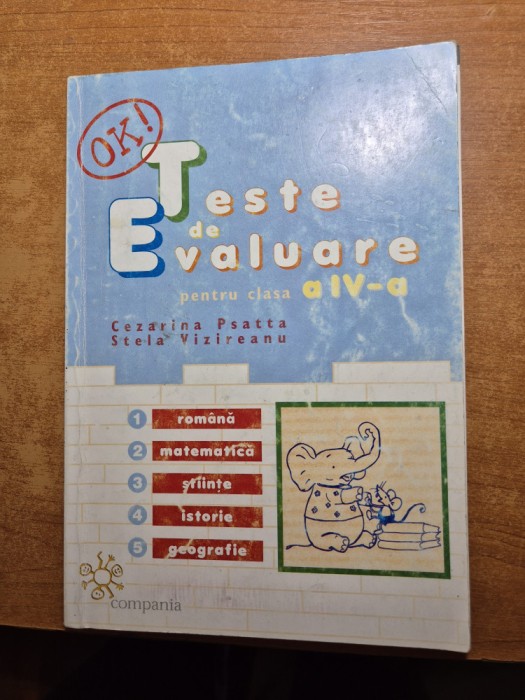 OK!
Teste
de
Evaluare
pentru clasa a IV-a
Cezarina Psatta
Stela Vizireanu
1 română
2 matematică
3 științe
4 istorie
5 geografie
compania